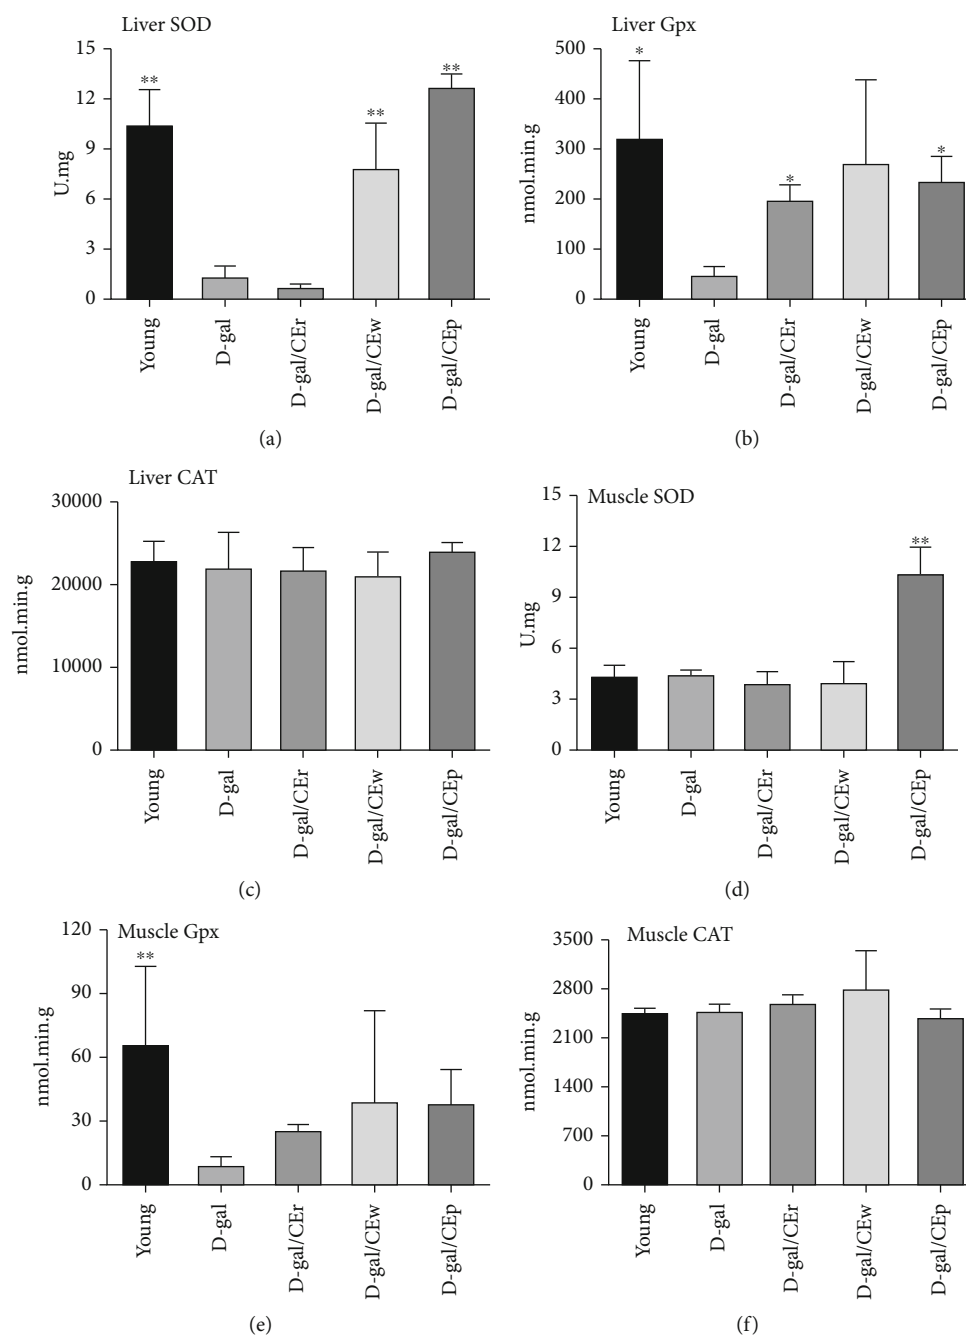 Liver SOD
15
12
9
6
3
0
U.mg
**
**
**
Young
D-gal
D-gal/CEr
D-gal/CEw
D-gal/CEp
(a)
Liver Gpx
500
400
300
200
100
0
nmol.min.g
*
*
*
Young
D-gal
D-gal/CEr
D-gal/CEw
D-gal/CEp
(b)
Liver CAT
30000
20000
10000
0
nmol.min.g
Young
D-gal
D-gal/CEr
D-gal/CEw
D-gal/CEp
(c)
Muscle SOD
15
12
9
6
3
0
U.mg
**
Young
D-gal
D-gal/CEr
D-gal/CEw
D-gal/CEp
(d)
Muscle Gpx
120
90
60
30
0
nmol.min.g
**
Young
D-gal
D-gal/CEr
D-gal/CEw
D-gal/CEp
(e)
Muscle CAT
3500
2800
2100
1400
700
0
nmol.min.g
Young
D-gal
D-gal/CEr
D-gal/CEw
D-gal/CEp
(f)